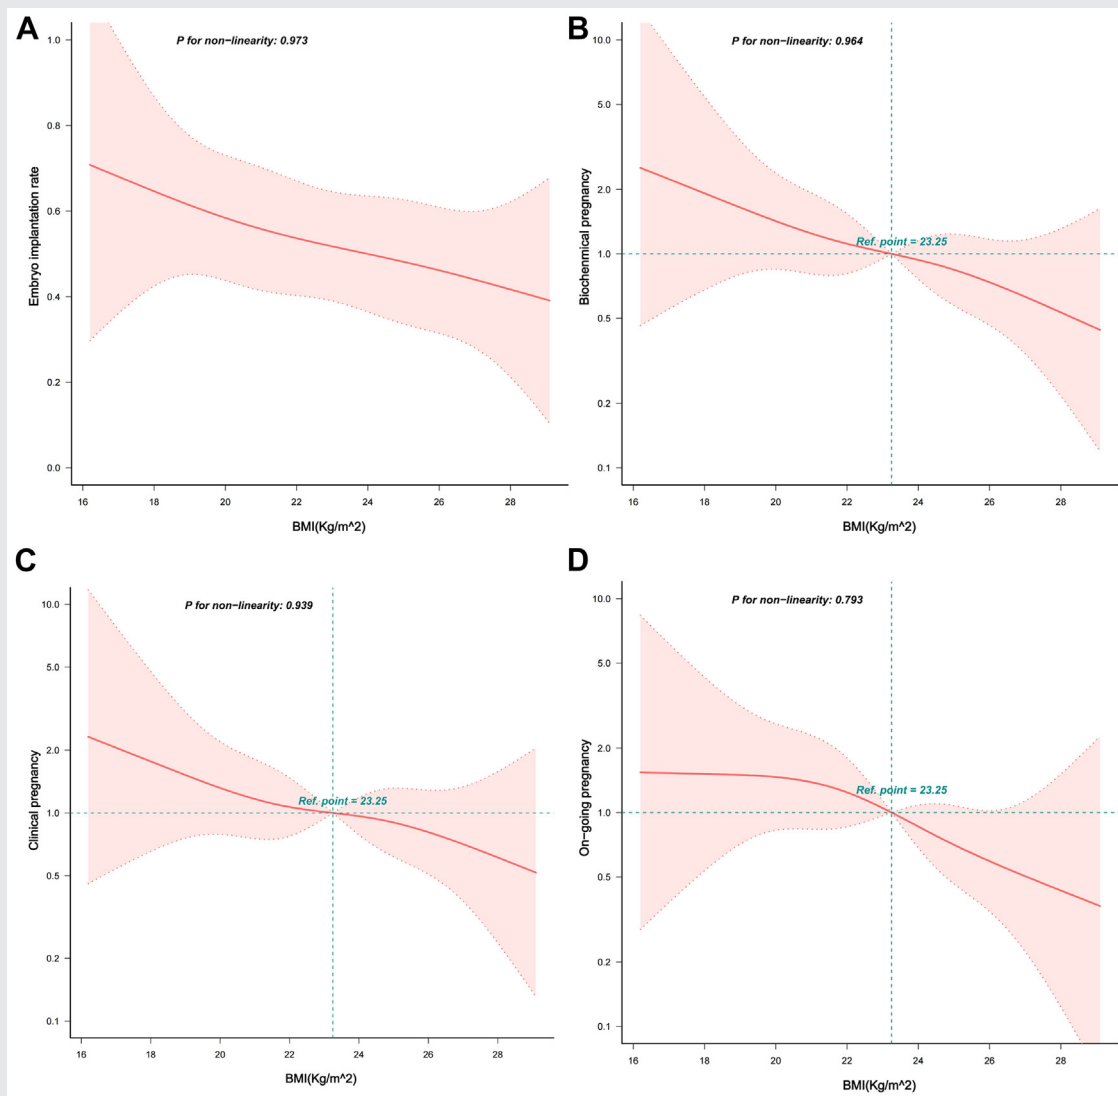 A
P for non−linearity: 0.973
Embryo implantation rate
1.0
0.8
0.6
0.4
0.2
0.0
16 18 20 22 24 26 28
BMI(Kg/m^2)
B
P for non−linearity: 0.964
Biochenmical pregnancy
10.0
5.0
2.0
1.0
0.5
0.2
0.1
Ref. point = 23.25
16 18 20 22 24 26 28
BMI(Kg/m^2)
C
P for non−linearity: 0.939
Clinical pregnancy
10.0
5.0
2.0
1.0
0.5
0.2
0.1
Ref. point = 23.25
16 18 20 22 24 26 28
BMI(Kg/m^2)
D
P for non−linearity: 0.793
On−going pregnancy
10.0
5.0
2.0
1.0
0.5
0.2
0.1
Ref. point = 23.25
16 18 20 22 24 26 28
BMI(Kg/m^2)